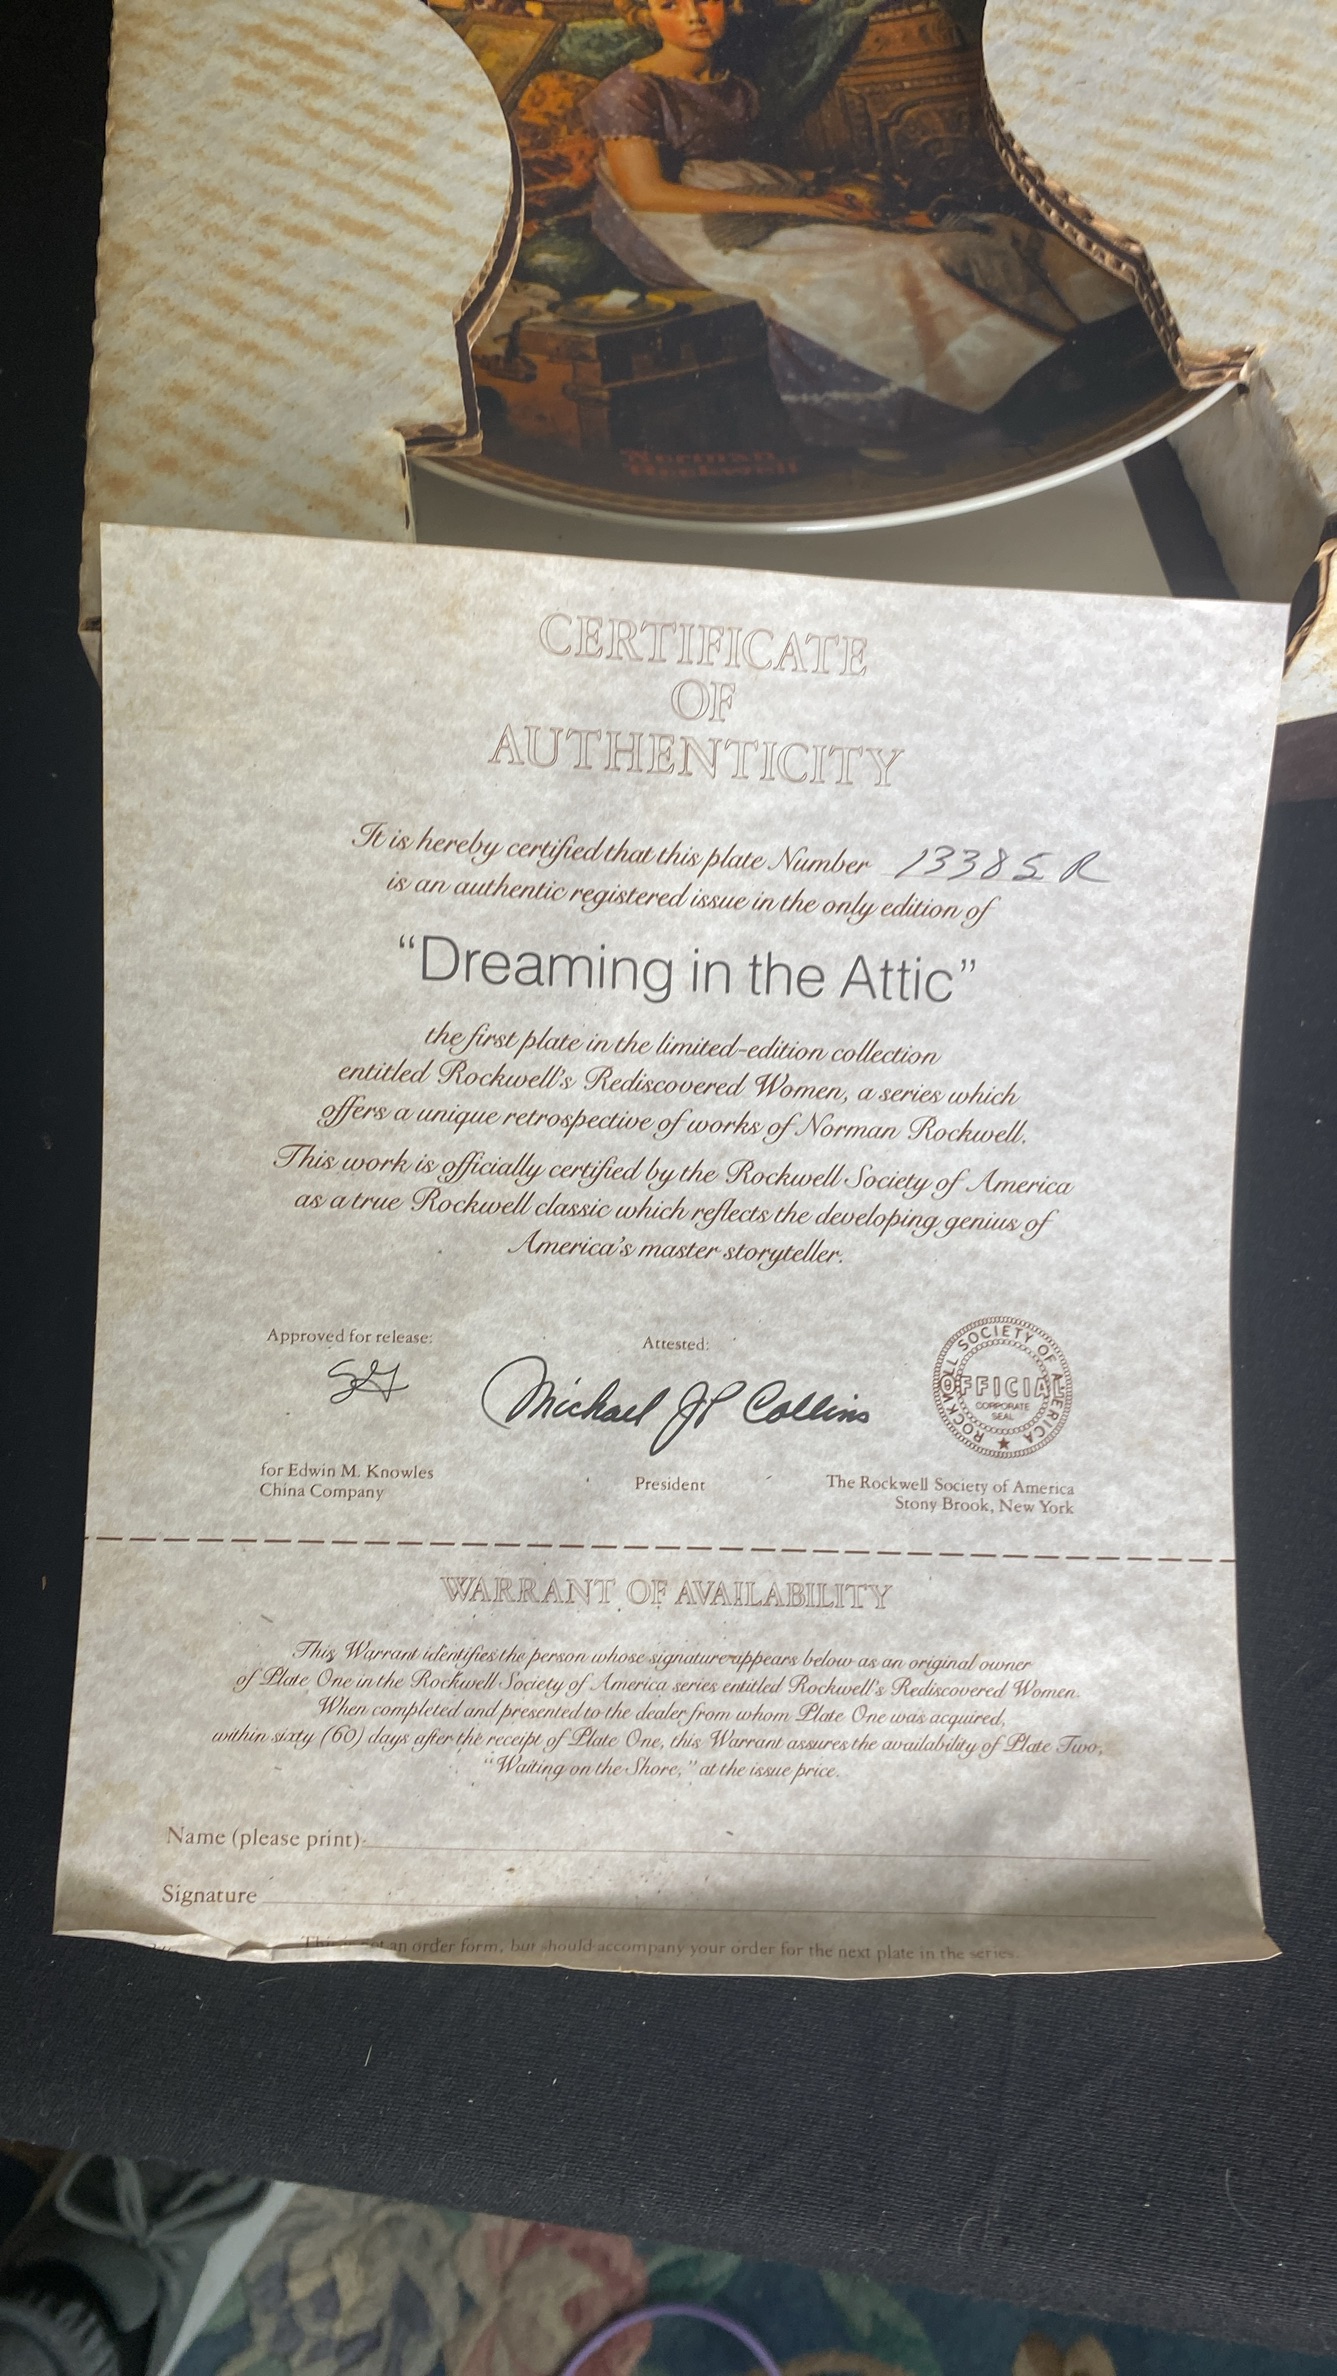 Norman
Rockwell
CERTIFICATE
OF
AUTHENTICITY
It is hereby certified that this plate Number 13385 R
is an authentic registered issue in the only edition of
“Dreaming in the Attic”
the first plate in the limited-edition collection
entitled Rockwell's Rediscovered Women, a series which
offers a unique retrospective of works of Norman Rockwell.
This work is officially certified by the Rockwell Society of America
as a true Rockwell classic which reflects the developing genius of
America's master storyteller.
Approved for release:
Attested:
Michael JP Collins
ROCKWELL SOCIETY OF AMERICA
OFFICIAL
CORPORATE
SEAL
for Edwin M. Knowles
China Company
President
The Rockwell Society of America
Stony Brook, New York
WARRANT OF AVAILABILITY
This Warrant identifies the person whose signature appears below as an original owner
of Plate One in the Rockwell Society of America series entitled Rockwell's Rediscovered Women.
When completed and presented to the dealer from whom Plate One was acquired,
within sixty (60) days after the receipt of Plate One, this Warrant assures the availability of Plate Two,
“Waiting on the Shore,” at the issue price.
Name (please print)
Signature
This is not an order form, but should accompany your order for the next plate in the series.